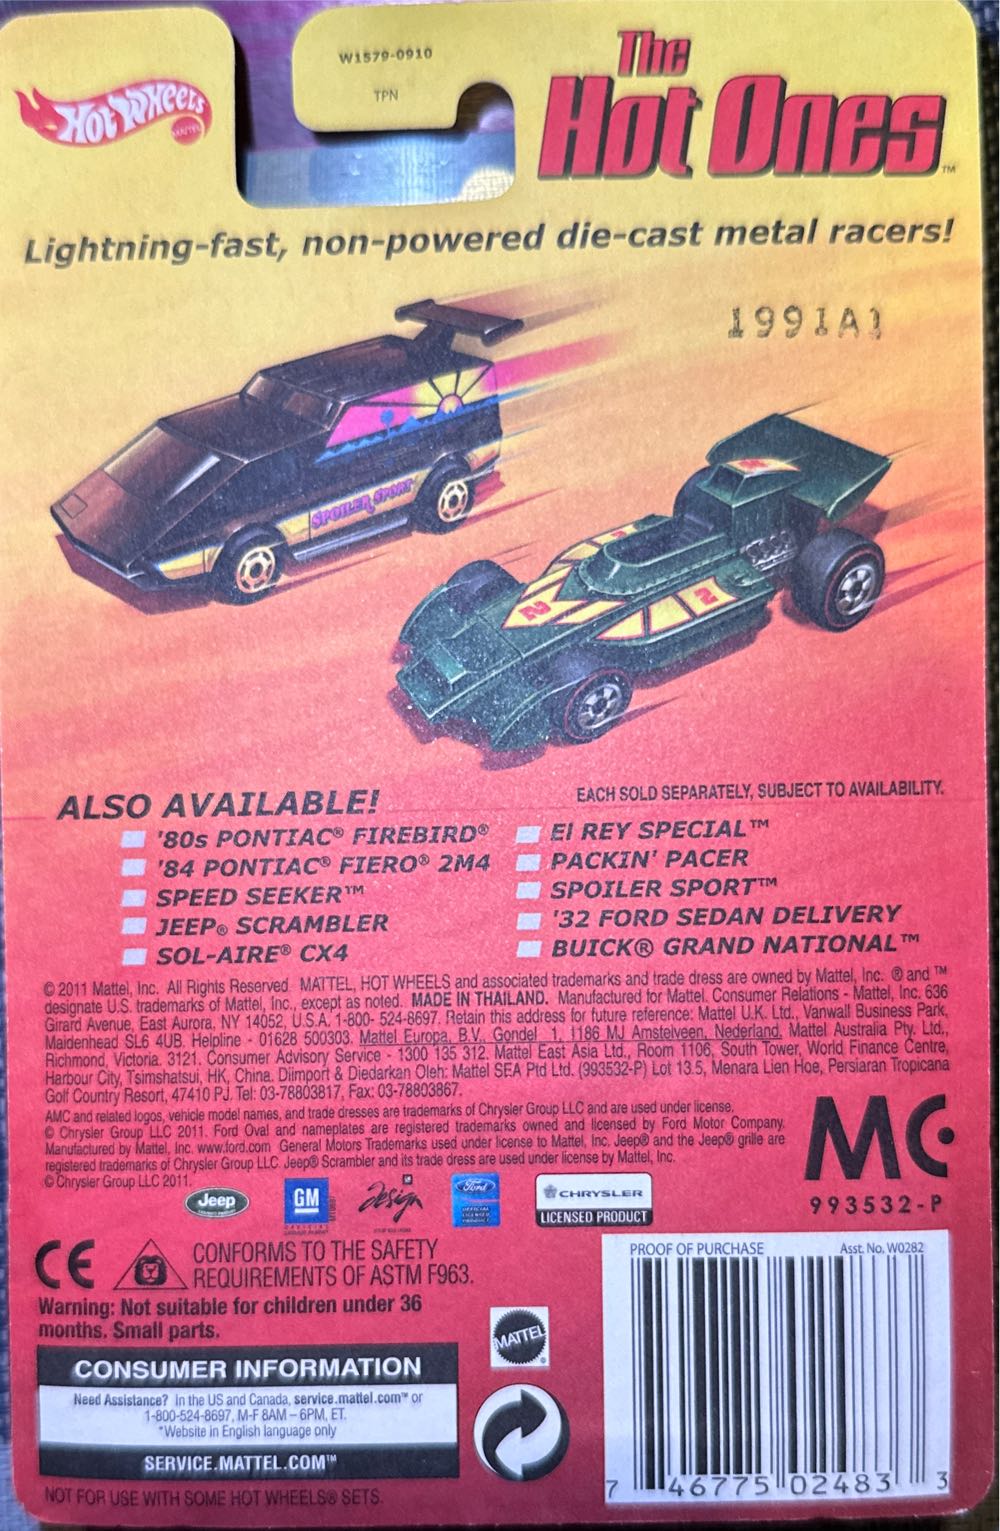 W1579-0910
TPN
The
Hot Ones™
HOT WHEELS
MATTEL
Lightning-fast, non-powered die-cast metal racers!
1991A1
SPOILER SPORT
2
2
EACH SOLD SEPARATELY, SUBJECT TO AVAILABILITY.
ALSO AVAILABLE!
'80s PONTIAC® FIREBIRD®
'84 PONTIAC® FIERO® 2M4
SPEED SEEKER™
JEEP® SCRAMBLER
SOL-AIRE® CX4
El REY SPECIAL™
PACKIN' PACER
SPOILER SPORT™
'32 FORD SEDAN DELIVERY
BUICK® GRAND NATIONAL™
© 2011 Mattel, Inc. All Rights Reserved. MATTEL, HOT WHEELS and associated trademarks and trade dress are owned by Mattel, Inc. ® and ™
designate U.S. trademarks of Mattel, Inc., except as noted. MADE IN THAILAND. Manufactured for Mattel. Consumer Relations - Mattel, Inc. 636
Girard Avenue, East Aurora, NY 14052, U.S.A. 1-800- 524-8697. Retain this address for future reference: Mattel U.K. Ltd., Vanwall Business Park,
Maidenhead SL6 4UB. Helpline - 01628 500303. Mattel Europa, B.V., Gondel 1, 1186 MJ Amstelveen, Nederland. Mattel Australia Pty. Ltd.,
Richmond, Victoria. 3121. Consumer Advisory Service - 1300 135 312. Mattel East Asia Ltd., Room 1106, South Tower, World Finance Centre,
Harbour City, Tsimshatsui, HK, China. Diimport & Diedarkan Oleh: Mattel SEA Ptd Ltd. (993532-P) Lot 13.5, Menara Lien Hoe, Persiaran Tropicana
Golf Country Resort, 47410 PJ. Tel: 03-78803817, Fax: 03-78803867.
AMC and related logos, vehicle model names, and trade dresses are trademarks of Chrysler Group LLC and are used under license.
© Chrysler Group LLC 2011. Ford Oval and nameplates are registered trademarks owned and licensed by Ford Motor Company.
Manufactured by Mattel, Inc. www.ford.com General Motors Trademarks used under license to Mattel, Inc. Jeep® and the Jeep® grille are
registered trademarks of Chrysler Group LLC. Jeep® Scrambler and its trade dress are used under license by Mattel, Inc.
© Chrysler Group LLC 2011.
MC
993532-P
Jeep
GM
Design
Ford
OFFICIAL
LICENSED
PRODUCT
CHRYSLER
LICENSED PRODUCT
CE
CONFORMS TO THE SAFETY
REQUIREMENTS OF ASTM F963.
Warning: Not suitable for children under 36
months. Small parts.
CONSUMER INFORMATION
Need Assistance? In the US and Canada, service.mattel.com™ or
1-800-524-8697, M-F 8AM – 6PM, ET.
*Website in English language only
SERVICE.MATTEL.COM™
NOT FOR USE WITH SOME HOT WHEELS® SETS.
MATTEL®
PROOF OF PURCHASE Asst. No. W0282
7 46775 02483 3